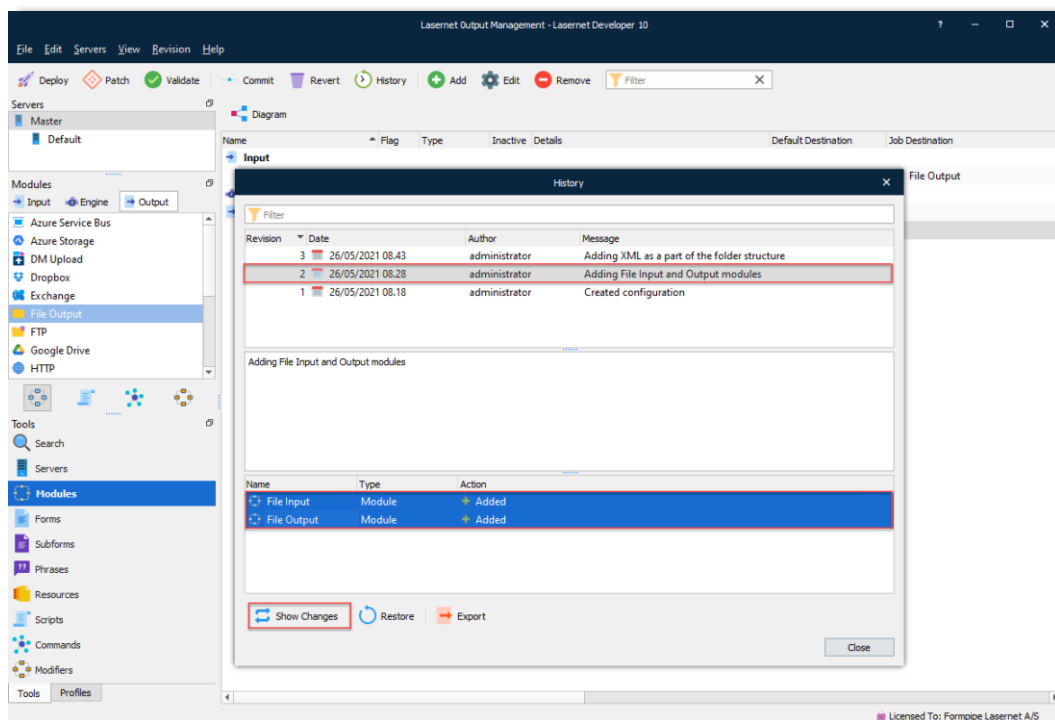 Lasernet Output Management - Lasernet Developer 10
File Edit Servers View Revision Help
Deploy Patch Validate Commit Revert History Add Edit Remove Filter
Servers
Master
Default
Diagram
Name Flag Type Inactive Details Default Destination Job Destination
Input
File Output
Modules
Input Engine Output
Azure Service Bus
Azure Storage
DM Upload
Dropbox
Exchange
File Output
FTP
Google Drive
HTTP
Tools
Search
Servers
Modules
Forms
Subforms
Phrases
Resources
Scripts
Commands
Modifiers
Tools Profiles
History
Filter
Revision Date Author Message
3 26/05/2021 08.43 administrator Adding XML as a part of the folder structure
2 26/05/2021 08.28 administrator Adding File Input and Output modules
1 26/05/2021 08.18 administrator Created configuration
Adding File Input and Output modules
Name Type Action
File Input Module Added
File Output Module Added
Show Changes Restore Export
Close
Licensed To: Formpipe Lasernet A/S